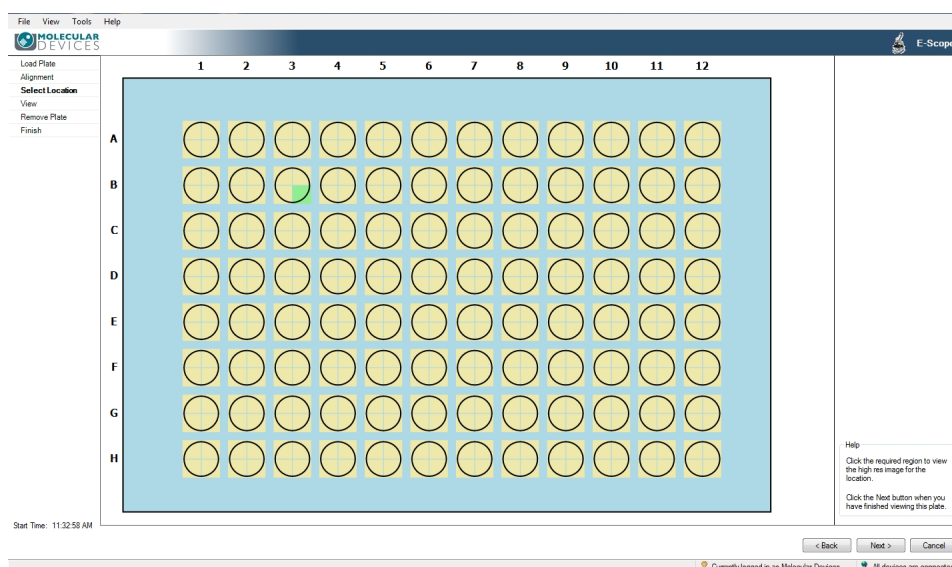 File View Tools Help
MOLECULAR
DEVICES
E-Scope
Load Plate
Alignment
Select Location
View
Remove Plate
Finish
1 2 3 4 5 6 7 8 9 10 11 12
A
B
C
D
E
F
G
H
Help
Click the required region to view
the high res image for the
location.
Click the Next button when you
have finished viewing this plate.
Start Time: 11:32:58 AM
< Back Next > Cancel
Currently logged in as Molecular Devices All devices are